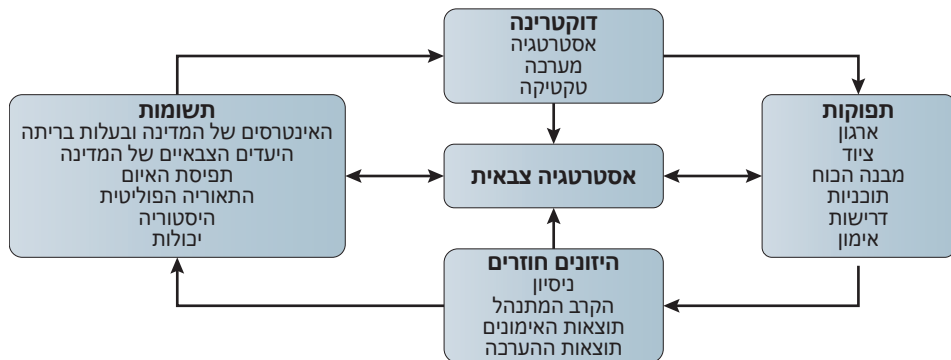 דוקטרינה
אסטרטגיה
מערכה
טקטיקה
תפוקות
ארגון
ציוד
מבנה הכוח
תוכניות
דרישות
אימון
אסטרטגיה צבאית
תשומות
האינטרסים של המדינה ובעלות בריתה
היעדים הצבאיים של המדינה
תפיסת האיום
התאוריה הפוליטית
היסטוריה
יכולות
היזונים חוזרים
ניסיון
הקרב המתנהל
תוצאות האימונים
תוצאות ההערכה